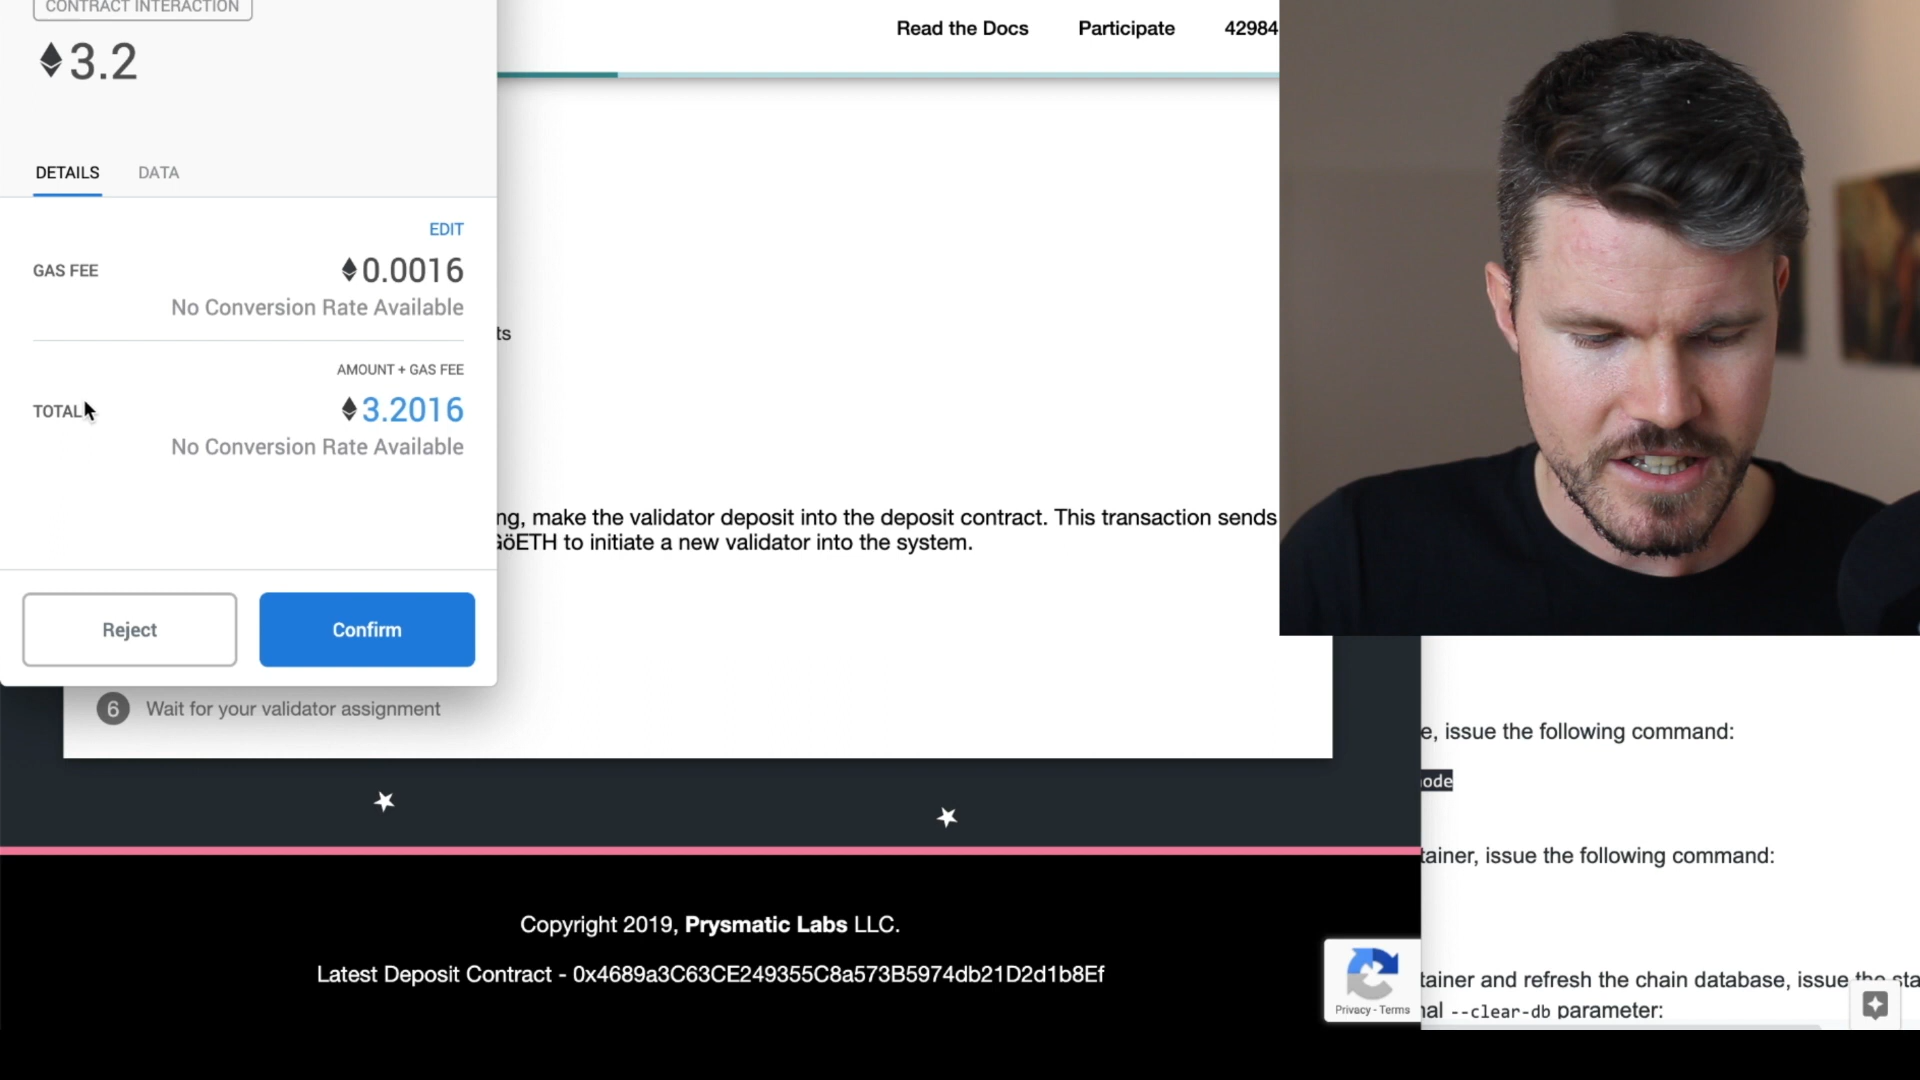 CONTRACT INTERACTION
3.2
DETAILS DATA
EDIT
GAS FEE 0.0016
No Conversion Rate Available
AMOUNT + GAS FEE
TOTAL 3.2016
No Conversion Rate Available
Reject Confirm
Read the Docs Participate 42984
ts
ng, make the validator deposit into the deposit contract. This transaction sends
GöETH to initiate a new validator into the system.
6 Wait for your validator assignment
Copyright 2019, Prysmatic Labs LLC.
Latest Deposit Contract - 0x4689a3C63CE249355C8a573B5974db21D2d1b8Ef
Privacy - Terms
e, issue the following command:
ode
tainer, issue the following command:
tainer and refresh the chain database, issue the sta
nal --clear-db parameter: